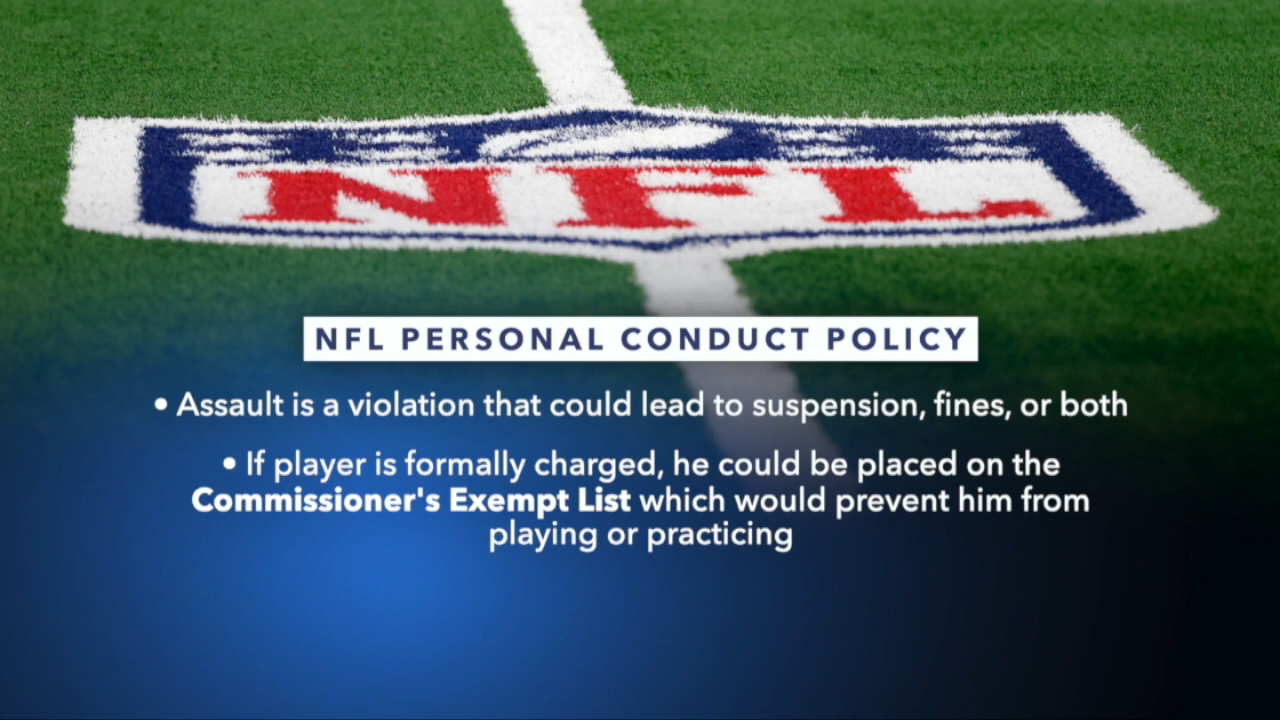 NFL
NFL PERSONAL CONDUCT POLICY
• Assault is a violation that could lead to suspension, fines, or both
• If player is formally charged, he could be placed on the
Commissioner's Exempt List which would prevent him from
playing or practicing